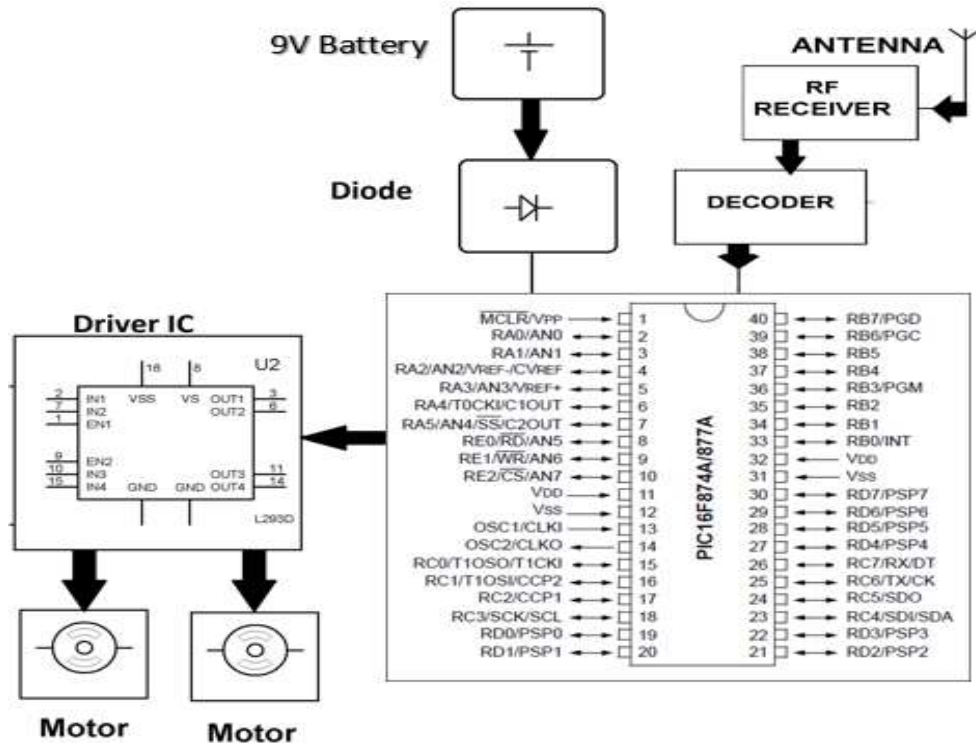 9V Battery
ANTENNA
RF
RECEIVER
Diode
DECODER
Driver IC
U2
16 8
2 IN1 VSS VS OUT1 3
7 IN2 OUT2 6
1 EN1
9 EN2
10 IN3 OUT3 11
15 IN4 GND GND OUT4 14
L293D
MCLR/VPP 1 40 RB7/PGD
RA0/AN0 2 39 RB6/PGC
RA1/AN1 3 38 RB5
RA2/AN2/VREF-/CVREF 4 37 RB4
RA3/AN3/VREF+ 5 36 RB3/PGM
RA4/T0CKI/C1OUT 6 35 RB2
RA5/AN4/SS/C2OUT 7 34 RB1
RE0/RD/AN5 8 33 RB0/INT
RE1/WR/AN6 9 32 VDD
RE2/CS/AN7 10 31 VSS
VDD 11 30 RD7/PSP7
VSS 12 29 RD6/PSP6
OSC1/CLKI 13 28 RD5/PSP5
OSC2/CLKO 14 27 RD4/PSP4
RC0/T1OSO/T1CKI 15 26 RC7/RX/DT
RC1/T1OSI/CCP2 16 25 RC6/TX/CK
RC2/CCP1 17 24 RC5/SDO
RC3/SCK/SCL 18 23 RC4/SDI/SDA
RD0/PSP0 19 22 RD3/PSP3
RD1/PSP1 20 21 RD2/PSP2
PIC16F874A/877A
Motor
Motor